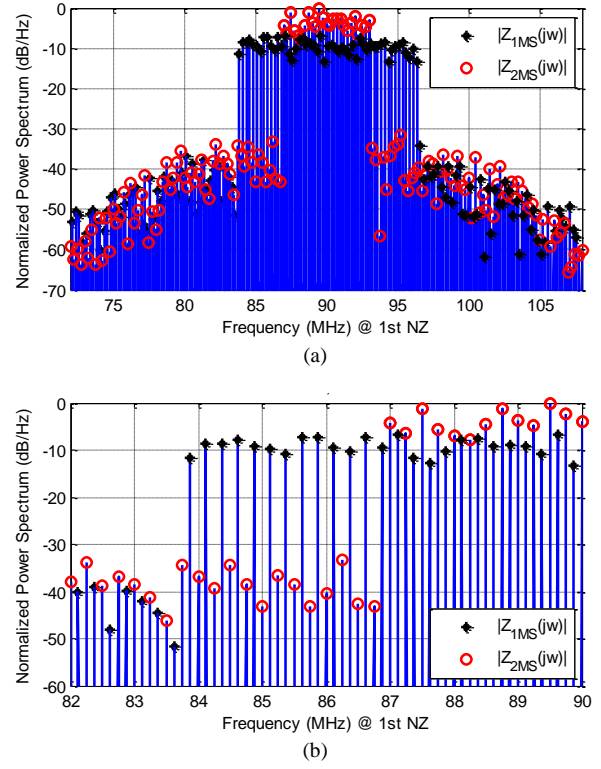 0
-10
-20
-30
-40
-50
-60
-70
Normalized Power Spectrum (dB/Hz)
|Z1MS(jw)|
|Z2MS(jw)|
75 80 85 90 95 100 105
Frequency (MHz) @ 1st NZ
(a)
0
-10
-20
-30
-40
-50
-60
Normalized Power Spectrum (dB/Hz)
|Z1MS(jw)|
|Z2MS(jw)|
82 83 84 85 86 87 88 89 90
Frequency (MHz) @ 1st NZ
(b)